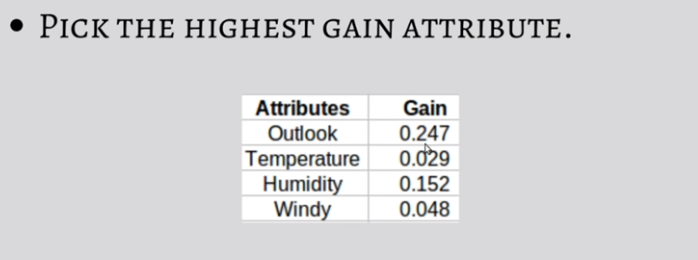 • Pick the highest gain attribute.
Attributes Gain
Outlook 0.247
Temperature 0.029
Humidity 0.152
Windy 0.048